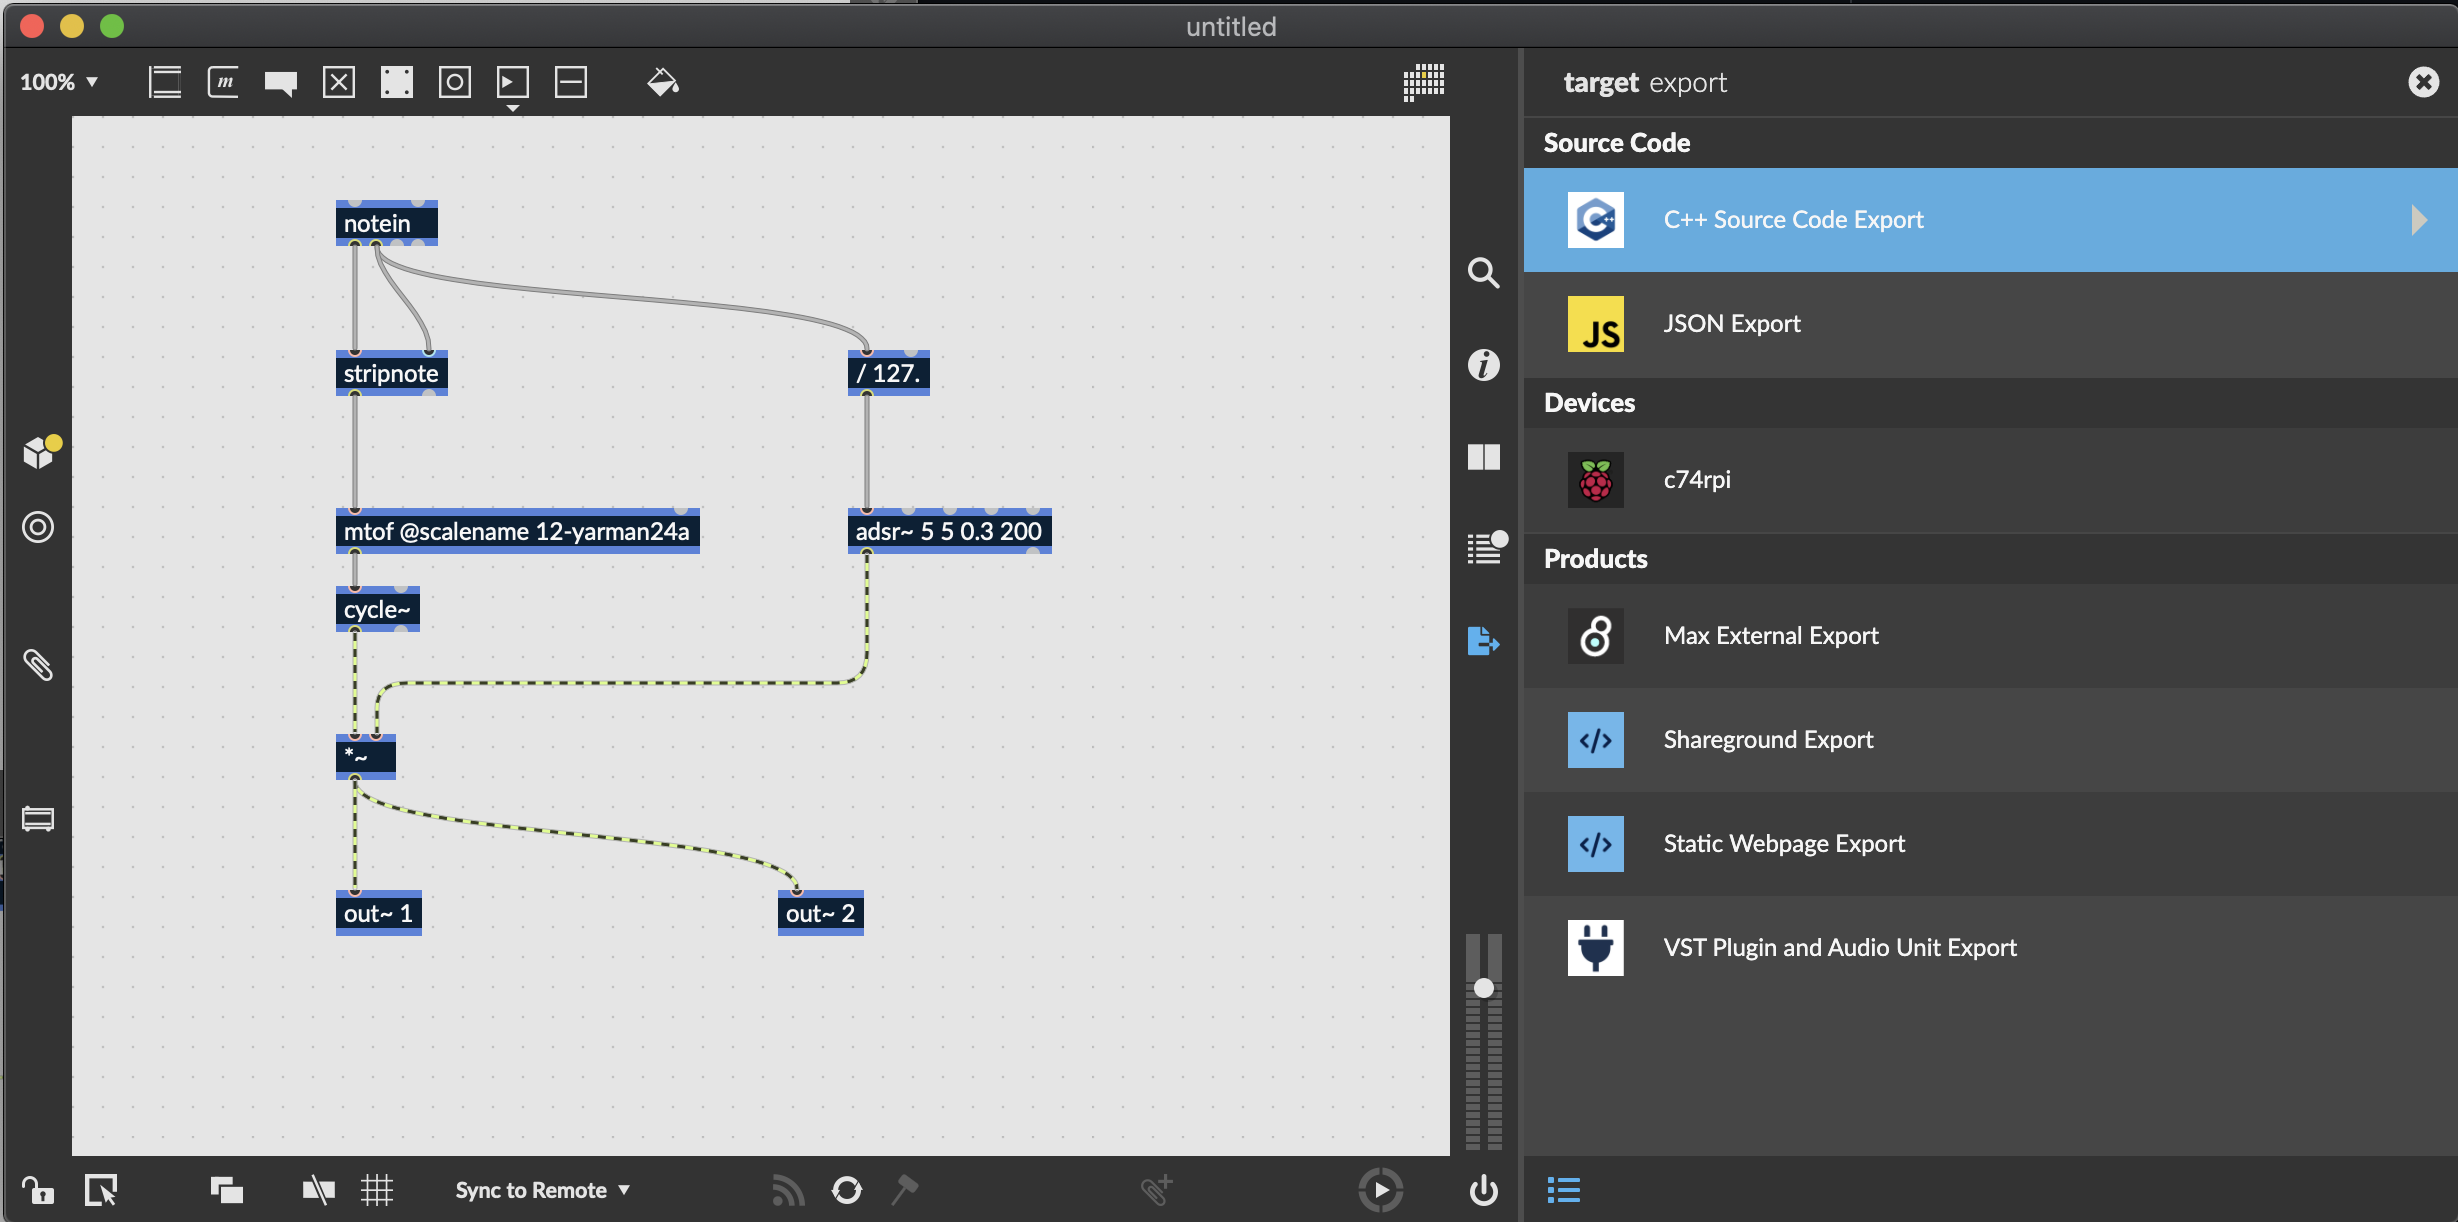 untitled
100%
m
target export
Source Code
C++ Source Code Export
JS
JSON Export
Devices
c74rpi
Products
Max External Export
</> Shareground Export
</> Static Webpage Export
VST Plugin and Audio Unit Export
notein
stripnote
/ 127.
mtof @scalename 12-yarman24a
adsr~ 5 5 0.3 200
cycle~
*~
out~ 1
out~ 2
i
Sync to Remote